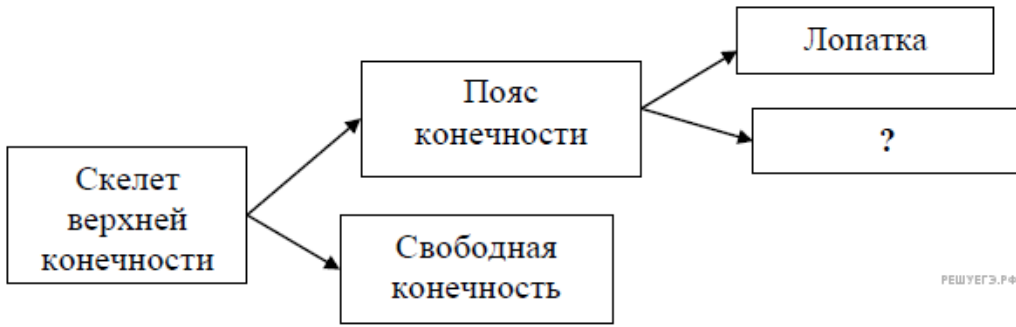 Лопатка
Пояс
конечности
?
Скелет
верхней
конечности
Свободная
конечность
РЕШУЕГЭ.РФ